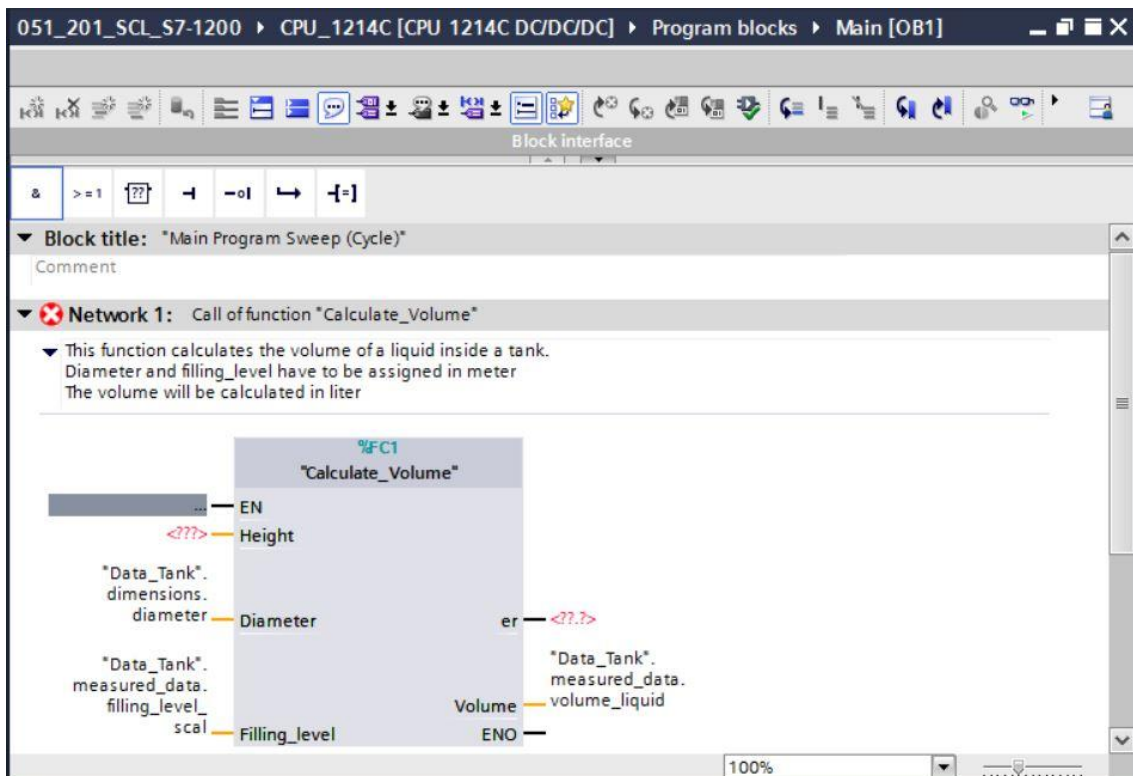 051_201_SCL_S7-1200 ▸ CPU_1214C [CPU 1214C DC/DC/DC] ▸ Program blocks ▸ Main [OB1]
Block interface
& >=1 ??
Block title: "Main Program Sweep (Cycle)"
Comment
Network 1: Call of function "Calculate_Volume"
This function calculates the volume of a liquid inside a tank.
Diameter and filling_level have to be assigned in meter
The volume will be calculated in liter
%FC1
"Calculate_Volume"
... EN
<???> Height
"Data_Tank".
dimensions.
diameter
Diameter
er <??.?>
"Data_Tank".
measured_data.
filling_level_
scal
Filling_level
"Data_Tank".
measured_data.
volume_liquid
Volume
ENO
100%